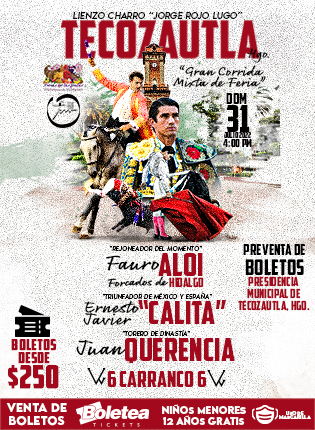 LIENZO CHARRO "JORGE ROJO LUGO"
TECOZAUTLA
Hgo.
"Gran Corrida
Mixta de Feria"
DOM
31
JULIO 2022
4:00 PM
"REJONEADOR DEL MOMENTO"
Fauro ALOI
Forcados de HIDALGO
"TRIUNFADOR DE MÉXICO Y ESPAÑA"
Ernesto Javier "CALITA"
"TORERO DE DINASTÍA"
Juan QUERENCIA
6 CARRANCO 6
PREVENTA DE
BOLETOS
PRESIDENCIA
MUNICIPAL DE
TECOZAUTLA, HGO.
BOLETOS
DESDE
$250
VENTA DE
BOLETOS
Boletea
TICKETS
NIÑOS MENORES
12 AÑOS GRATIS